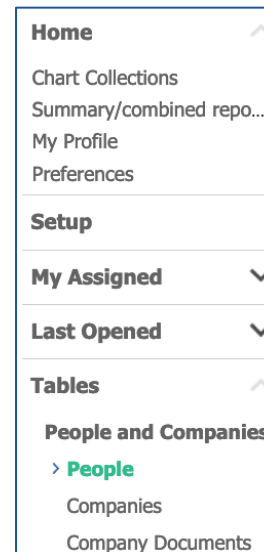 Home
Chart Collections
Summary/combined repo...
My Profile
Preferences
Setup
My Assigned
Last Opened
Tables
People and Companies
People
Companies
Company Documents